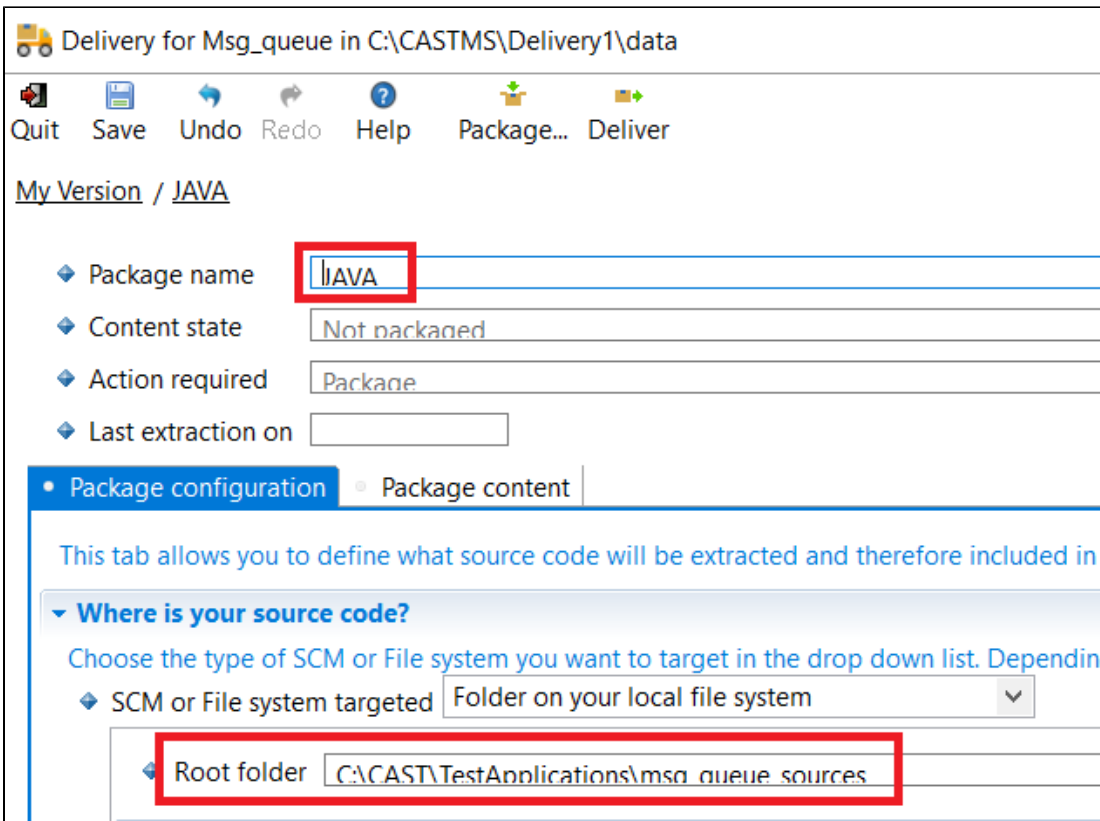 Delivery for Msg_queue in C:\CASTMS\Delivery1\data
Quit Save Undo Redo Help Package... Deliver
My Version / JAVA
Package name JAVA
Content state Not packaged
Action required Package
Last extraction on
Package configuration Package content
This tab allows you to define what source code will be extracted and therefore included in
Where is your source code?
Choose the type of SCM or File system you want to target in the drop down list. Dependin
SCM or File system targeted Folder on your local file system
Root folder C:\CAST\TestApplications\msg_queue_sources